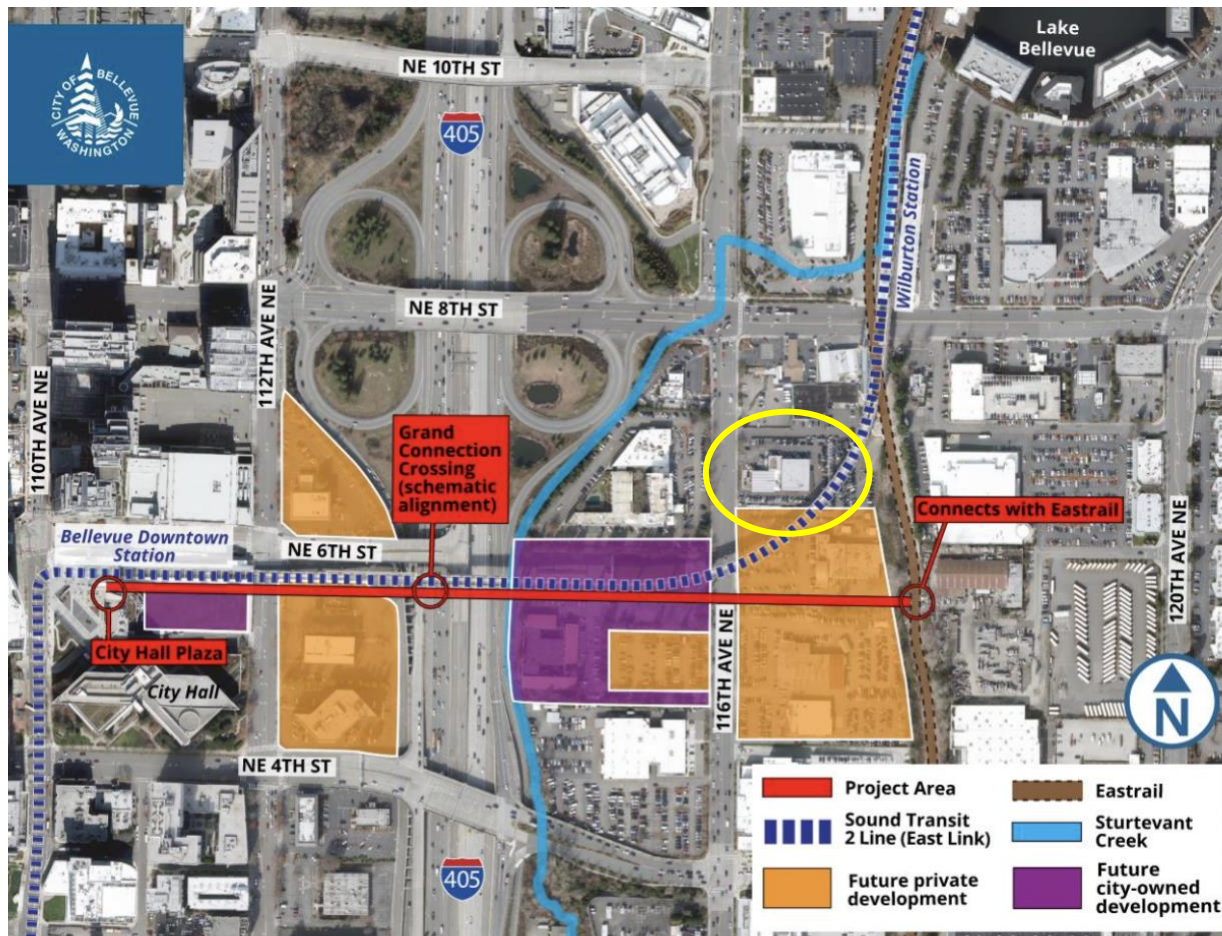 CITY OF BELLEVUE
WASHINGTON
Lake
Bellevue
NE 10TH ST
405
Wilburton Station
NE 8TH ST
112TH AVE NE
110TH AVE NE
Grand
Connection
Crossing
(schematic
alignment)
Connects with Eastrail
120TH AVE NE
Bellevue Downtown
Station
NE 6TH ST
City Hall Plaza
City Hall
116TH AVE NE
N
NE 4TH ST
405
Project Area
Sound Transit
2 Line (East Link)
Future private
development
Eastrail
Sturtevant
Creek
Future
city-owned
development